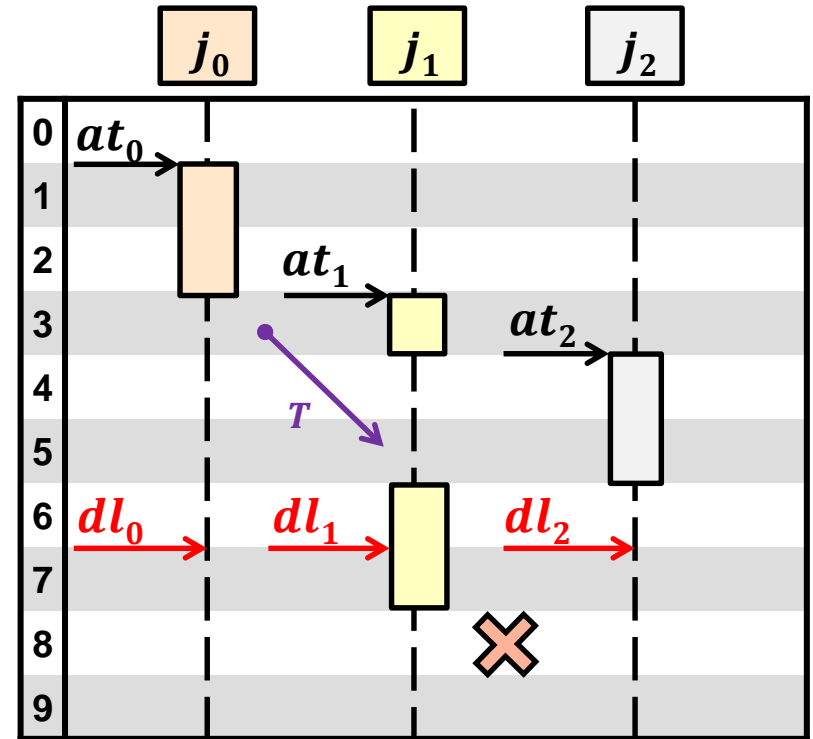 j₀ j₁ j₂
0 at₀
1
2 at₁
3 at₂
4 T
5
6 dl₀ dl₁ dl₂
7
8
9